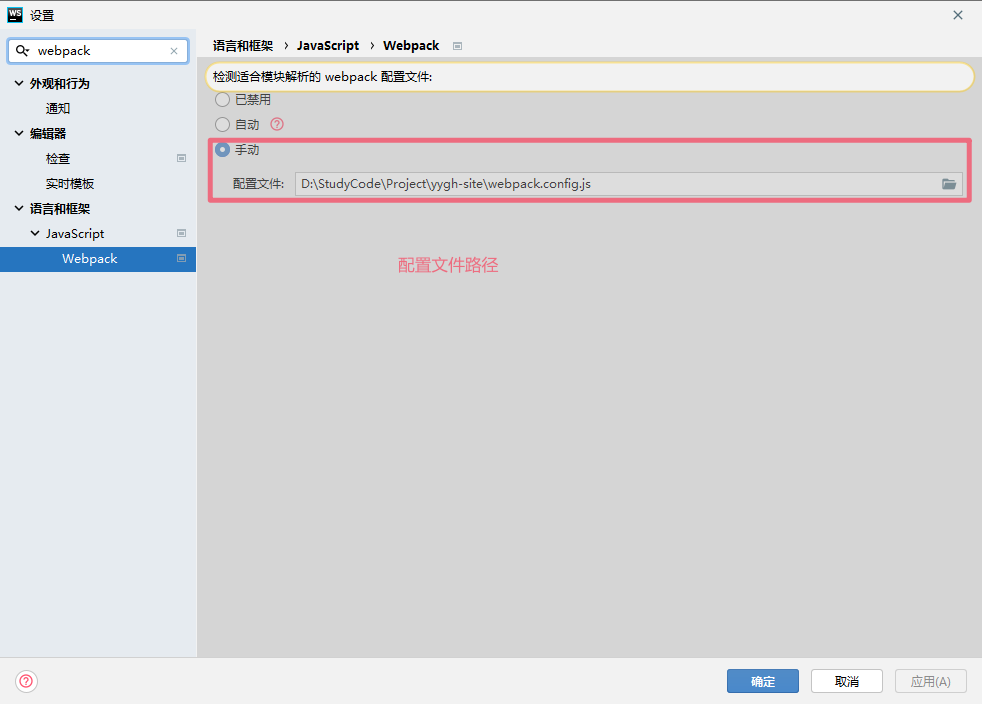 WS 设置
webpack
外观和行为
通知
编辑器
检查
实时模板
语言和框架
JavaScript
Webpack
语言和框架 › JavaScript › Webpack
检测适合模块解析的 webpack 配置文件:
已禁用
自动
手动
配置文件: D:\StudyCode\Project\yygh-site\webpack.config.js
配置文件路径
确定 取消 应用(A)